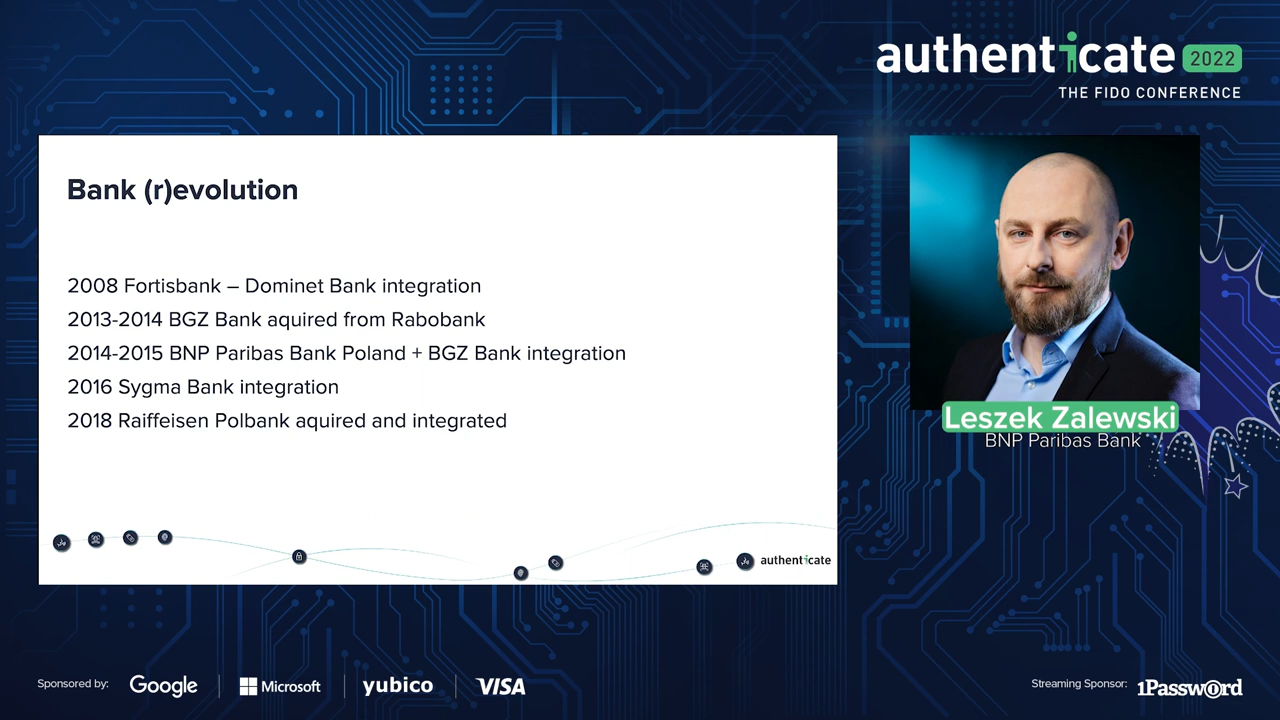 authenticate 2022
THE FIDO CONFERENCE
Bank (r)evolution
2008 Fortisbank – Dominet Bank integration
2013-2014 BGZ Bank aquired from Rabobank
2014-2015 BNP Paribas Bank Poland + BGZ Bank integration
2016 Sygma Bank integration
2018 Raiffeisen Polbank aquired and integrated
authenticate
Leszek Zalewski
BNP Paribas Bank
Sponsored by: Google Microsoft yubico VISA
Streaming Sponsor: 1Password